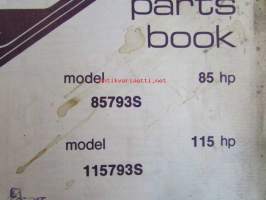 parts
book
model 85 hp
85793S
model 115 hp
115793S